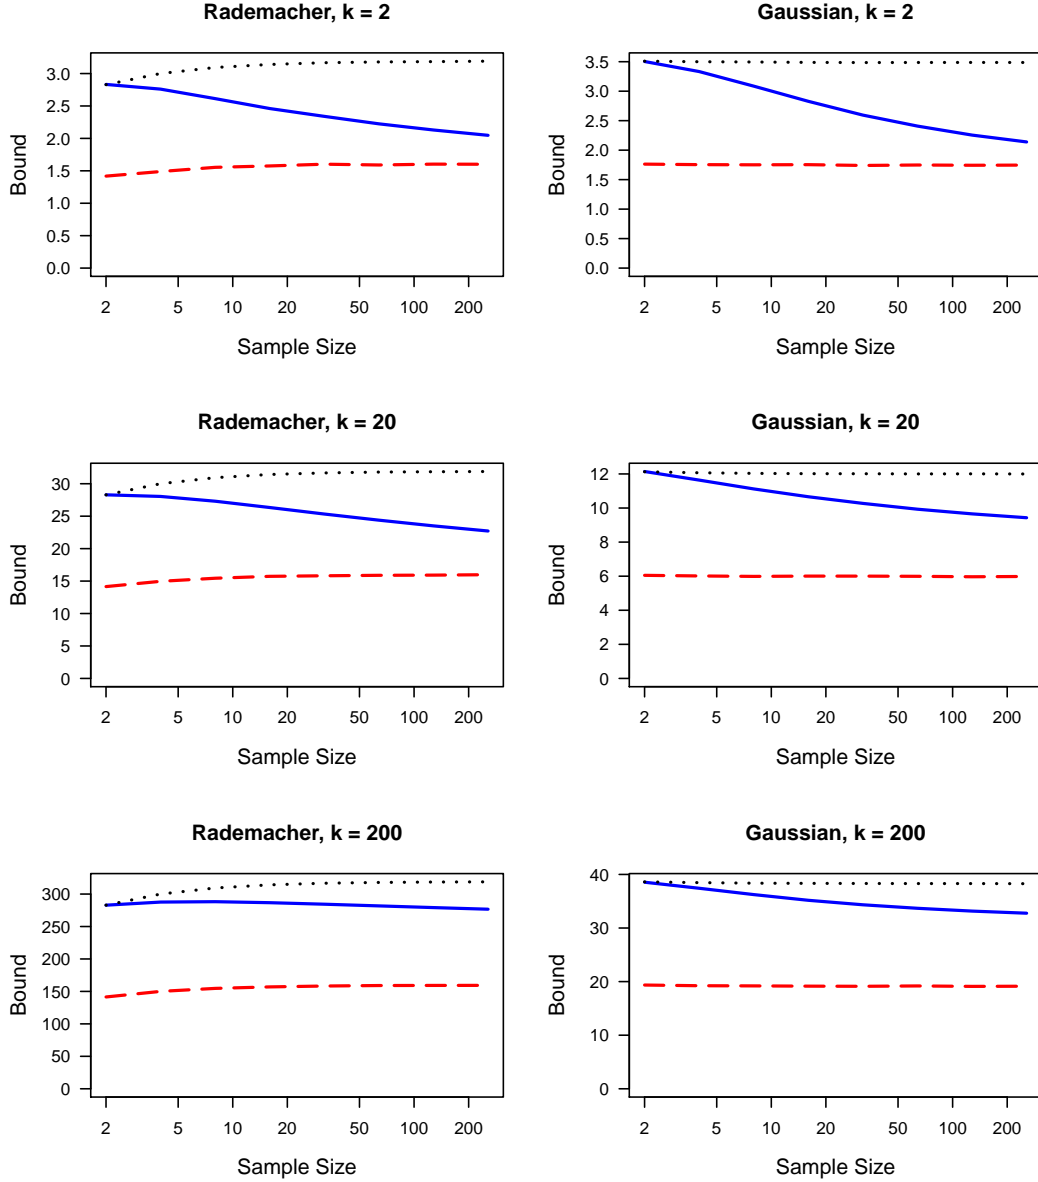 Rademacher, k = 2
Bound
3.0
2.5
2.0
1.5
1.0
0.5
0.0
2 5 10 20 50 100 200
Sample Size
Gaussian, k = 2
Bound
3.5
3.0
2.5
2.0
1.5
1.0
0.5
0.0
2 5 10 20 50 100 200
Sample Size
Rademacher, k = 20
Bound
30
25
20
15
10
5
0
2 5 10 20 50 100 200
Sample Size
Gaussian, k = 20
Bound
12
10
8
6
4
2
0
2 5 10 20 50 100 200
Sample Size
Rademacher, k = 200
Bound
300
250
200
150
100
50
0
2 5 10 20 50 100 200
Sample Size
Gaussian, k = 200
Bound
40
30
20
10
0
2 5 10 20 50 100 200
Sample Size